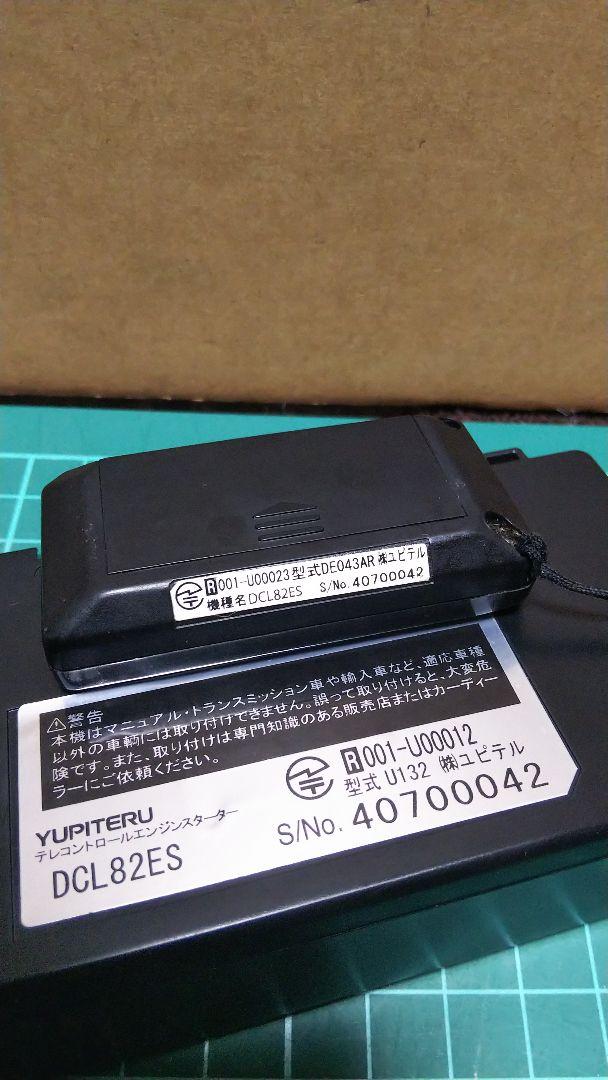 R 001-U00023 型式DE043AR ㈱ユピテル
機種名DCL82ES S/No. 40700042
⚠警告
本機はマニュアル・トランスミッション車や輸入車など、適応車種
以外の車輌には取り付けできません。誤って取り付けると、大変危
険です。また、取り付けは専門知識のある販売店またはカーディー
ラーにご依頼ください。
R 001-U00012
型式 U132 ㈱ユピテル
YUPITERU
テレコントロールエンジンスターター
DCL82ES
S/No. 40700042